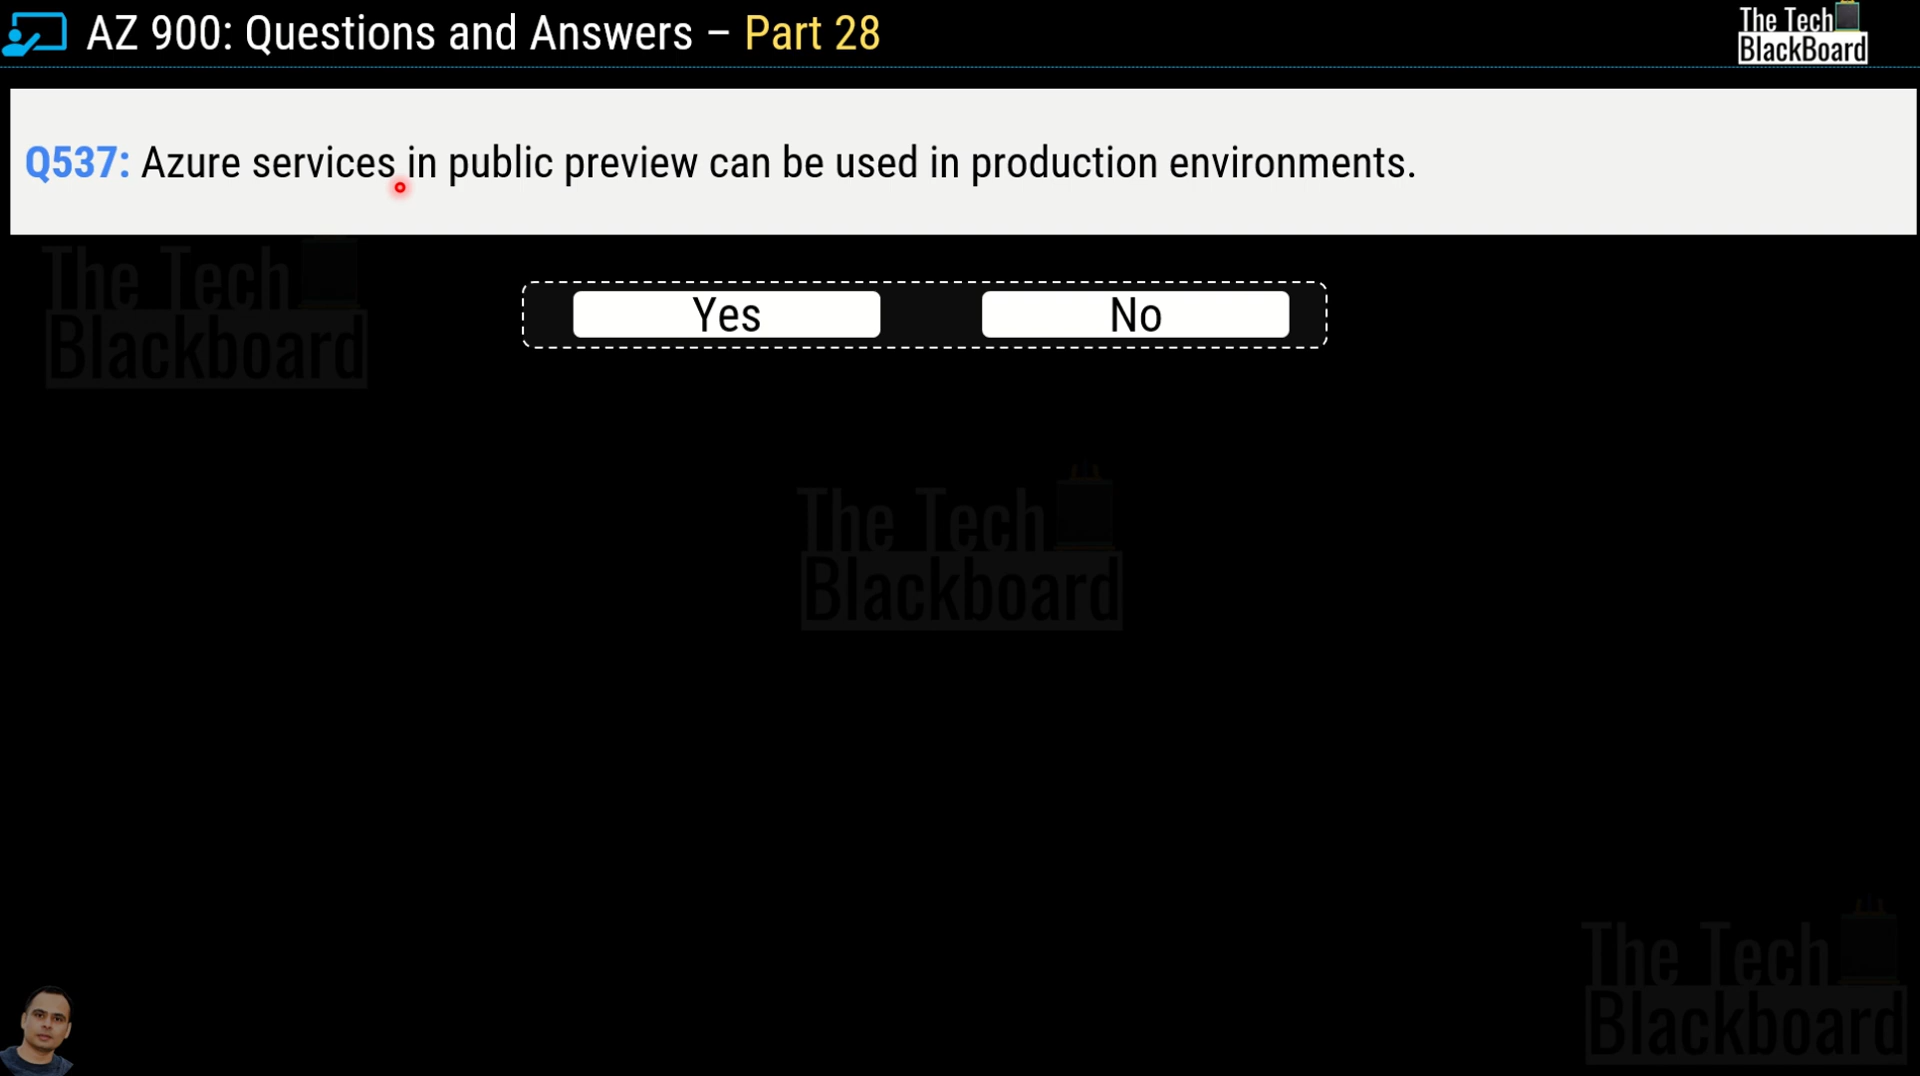 AZ 900: Questions and Answers – Part 28
The Tech
BlackBoard
Q537: Azure services in public preview can be used in production environments.
The Tech
Blackboard
Yes No
The Tech
Blackboard
The Tech
Blackboard